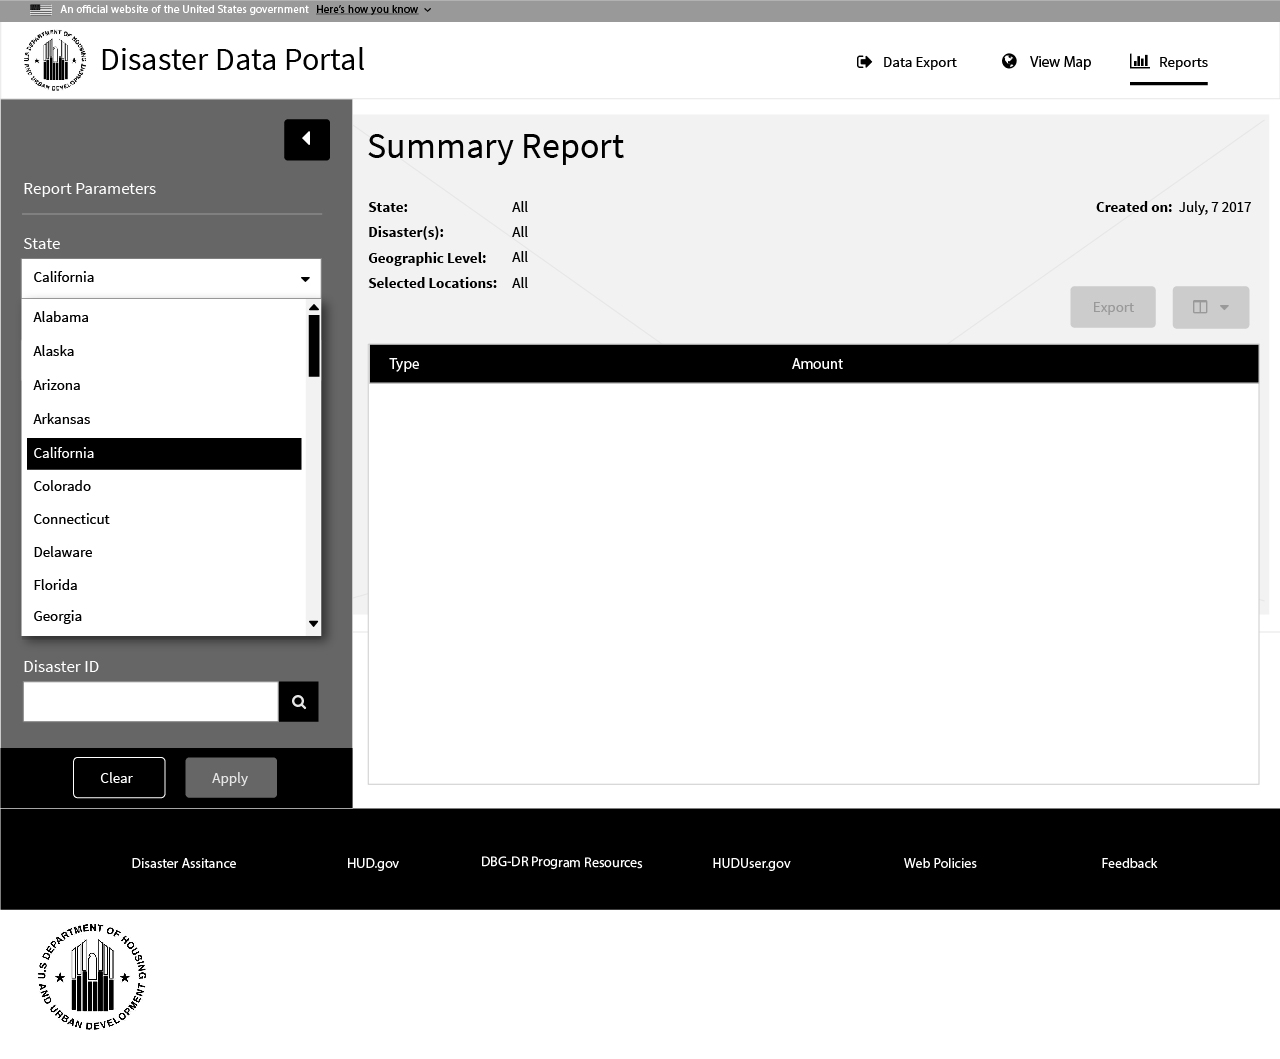 An official website of the United States government Here's how you know
U.S DEPARTMENT OF HOUSING AND URBAN DEVELOPMENT
Disaster Data Portal
Data Export
View Map
Reports
Report Parameters
State
California
Alabama
Alaska
Arizona
Arkansas
California
Colorado
Connecticut
Delaware
Florida
Georgia
Disaster ID
Clear
Apply
Summary Report
State: All
Created on: July, 7 2017
Disaster(s): All
Geographic Level: All
Selected Locations: All
Export
Type Amount
Disaster Assitance
HUD.gov
DBG-DR Program Resources
HUDUser.gov
Web Policies
Feedback
U.S DEPARTMENT OF HOUSING
AND URBAN DEVELOPMENT